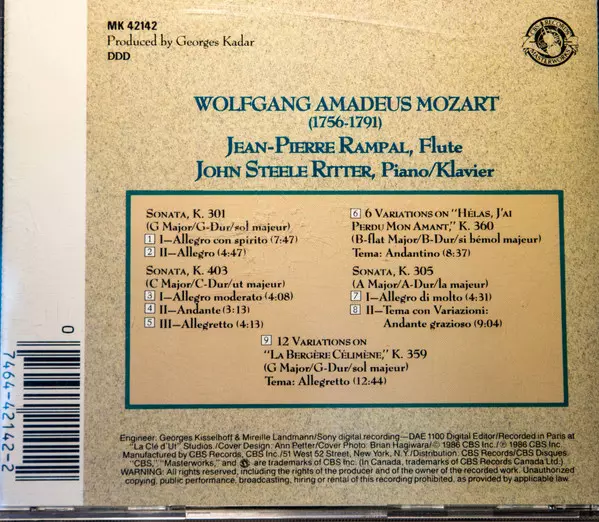 MK 42142
Produced by Georges Kadar
DDD
CBS RECORDS
MASTERWORKS
WOLFGANG AMADEUS MOZART
(1756-1791)
JEAN-PIERRE RAMPAL, Flute
JOHN STEELE RITTER, Piano/Klavier
SONATA, K. 301
(G Major/G-Dur/sol majeur)
1 I—Allegro con spirito (7:47)
2 II—Allegro (4:47)
SONATA, K. 403
(C Major/C-Dur/ut majeur)
3 I—Allegro moderato (4:08)
4 II—Andante (3:13)
5 III—Allegretto (4:13)
6 6 VARIATIONS ON "HÉLAS, J'AI
PERDU MON AMANT," K. 360
(B-flat Major/B-Dur/si bémol majeur)
Tema: Andantino (8:37)
SONATA, K. 305
(A Major/A-Dur/la majeur)
7 I—Allegro di molto (4:31)
8 II—Tema con Variazioni:
Andante grazioso (9:04)
9 12 VARIATIONS ON
"LA BERGÈRE CÉLIMÈNE," K. 359
(G Major/G-Dur/sol majeur)
Tema: Allegretto (12:44)
0
7464-42142-2
Engineer: Georges Kisselhoff & Mireille Landmann/Sony digital recording—DAE 1100 Digital Editor/Recorded in Paris at
"La Clé d'Ut" Studios./Cover Design: Ann Petter/Cover Photo: Brian Hagiwara/© 1986 CBS Inc./℗ 1986 CBS Inc./
Manufactured by CBS Records, CBS Inc./51 West 52 Street, New York, N.Y./Distribution: CBS Records/CBS Disques
"CBS," "Masterworks," and are trademarks of CBS Inc. (In Canada, trademarks CBS Records Canada Ltd.)
WARNING: All rights reserved, including the rights of the producer and of the owner of the recorded work. Unauthorized
copying, public performance, broadcasting, hiring or rental of this recording prohibited, as provided by applicable law.